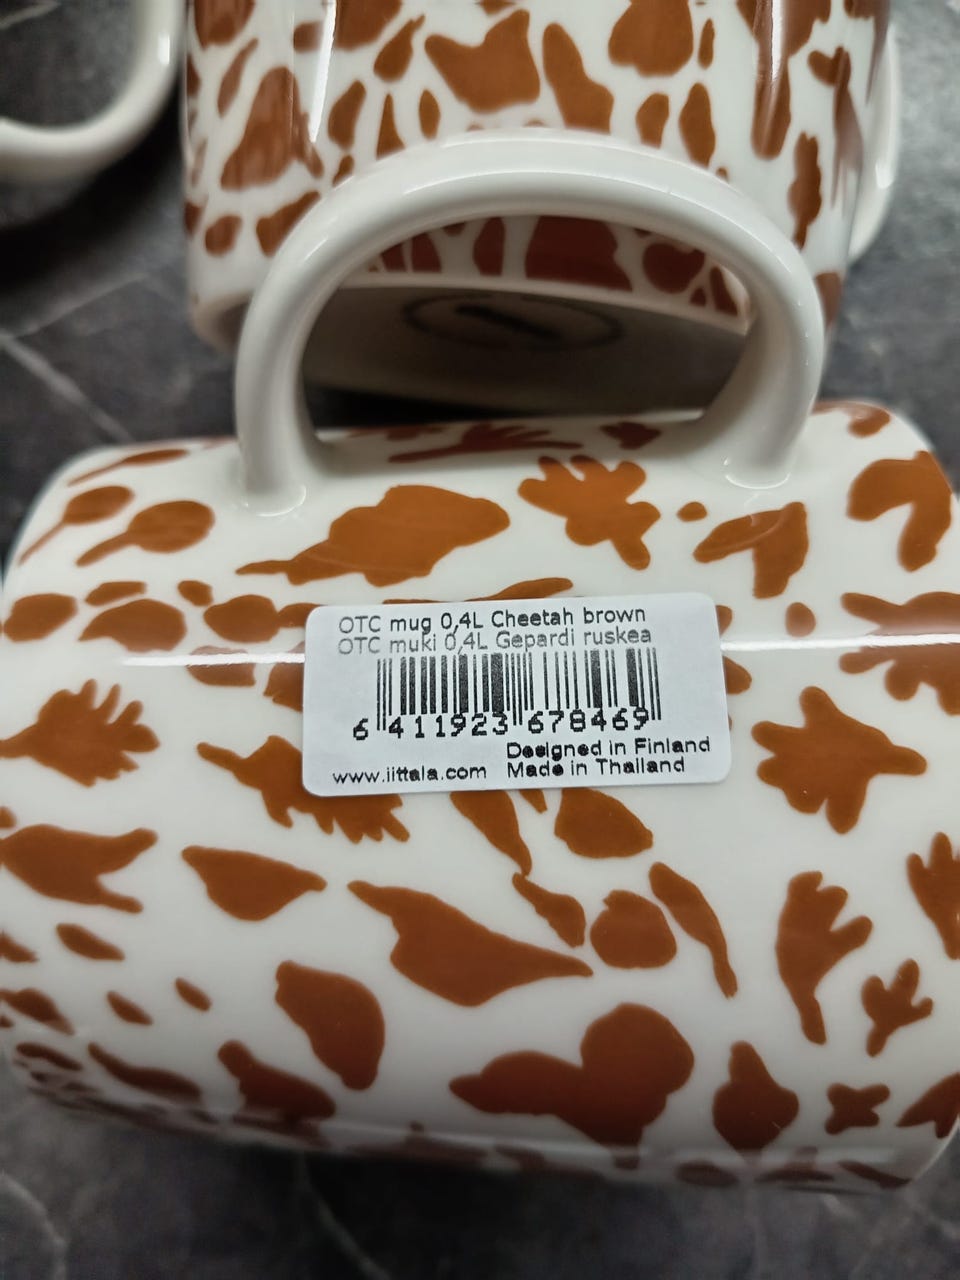 OTC mug 0,4L Cheetah brown
OTC muki 0,4L Gepardi ruskea
6 411923 678469
Designed in Finland
www.iittala.com Made in Thailand